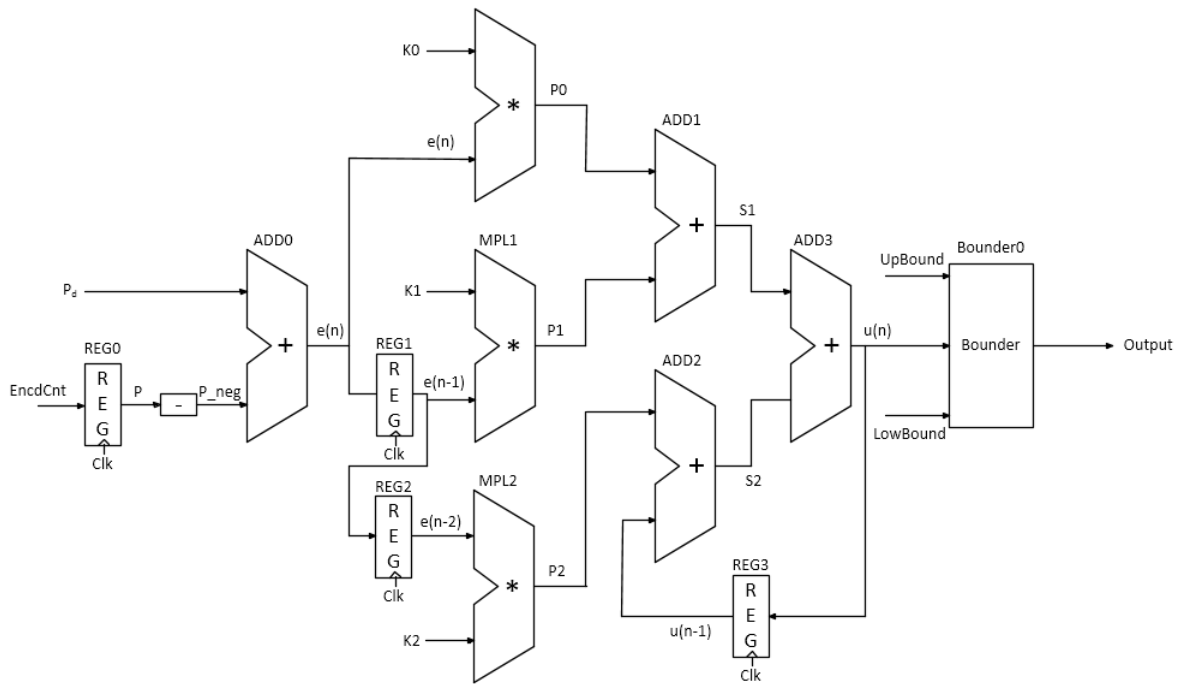 K0
*
P0
e(n)
ADD1
+
S1
ADD0
P_d
+
e(n)
REG0
EncdCnt
R
E
G
Clk
P
-
P_neg
MPL1
K1
*
P1
REG1
R
E
G
Clk
e(n-1)
ADD3
+
u(n)
Bounder0
UpBound
Bounder
LowBound
Output
ADD2
+
S2
REG2
R
E
G
Clk
e(n-2)
MPL2
*
P2
K2
REG3
R
E
G
Clk
u(n-1)